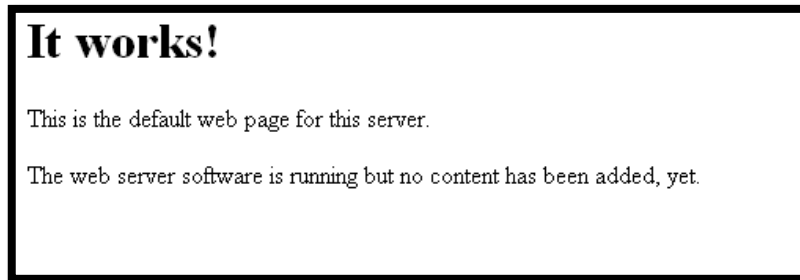 It works!
This is the default web page for this server.
The web server software is running but no content has been added, yet.